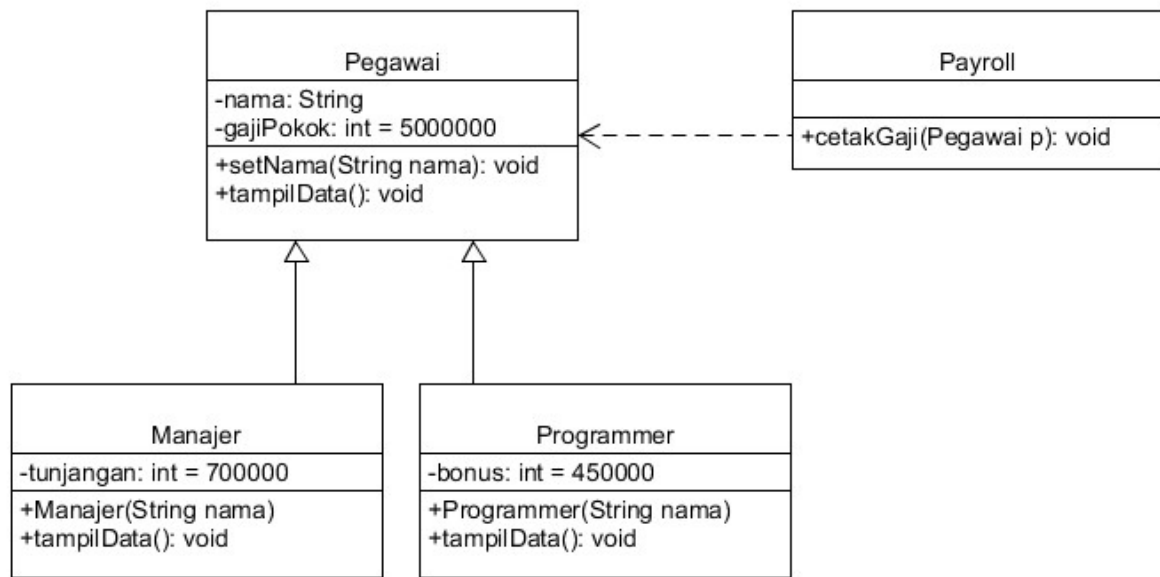 Pegawai
-nama: String
-gajiPokok: int = 5000000
+setNama(String nama): void
+tampilData(): void
Payroll
+cetakGaji(Pegawai p): void
Manajer
-tunjangan: int = 700000
+Manajer(String nama)
+tampilData(): void
Programmer
-bonus: int = 450000
+Programmer(String nama)
+tampilData(): void